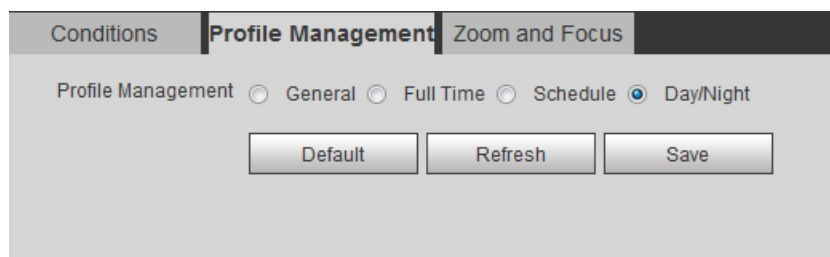 Conditions Profile Management Zoom and Focus
Profile Management General Full Time Schedule Day/Night
Default Refresh Save